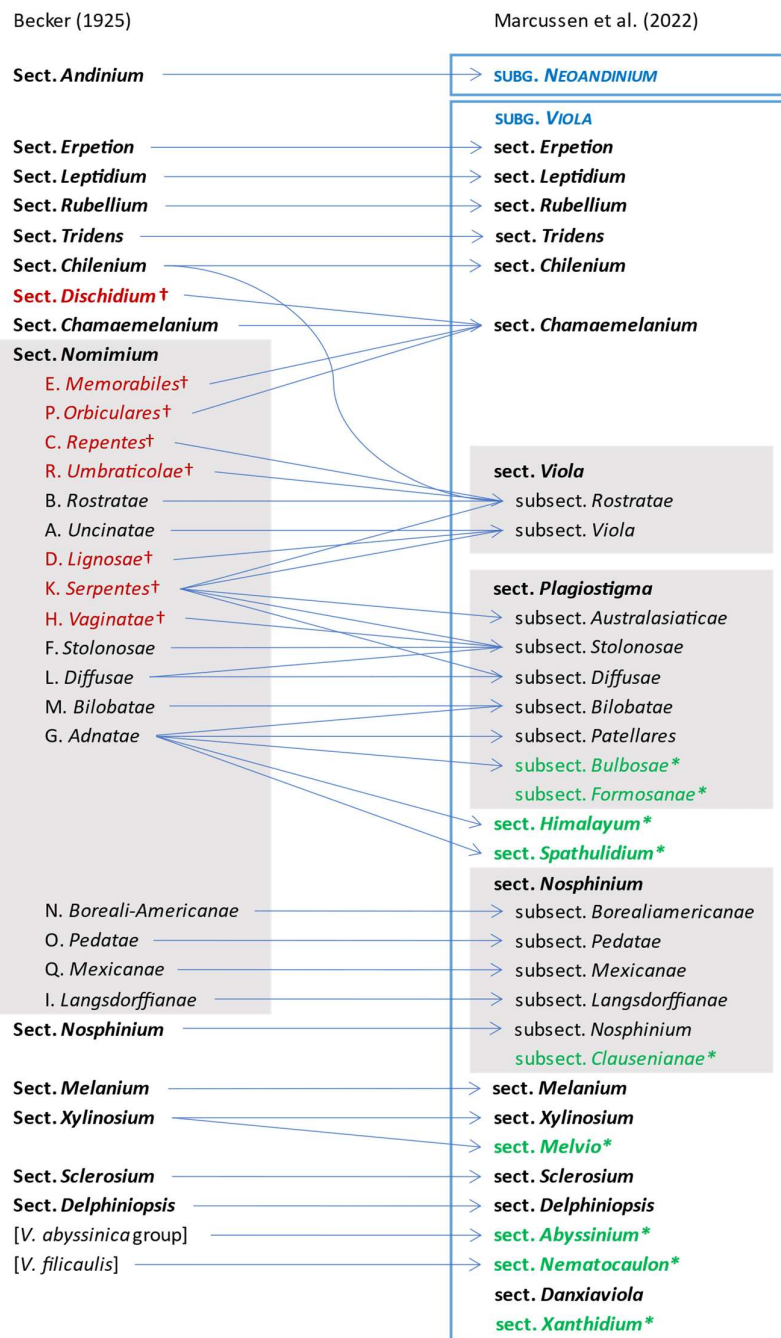 Becker (1925) Marcussen et al. (2022)
Sect. Andinium SUBG. NEOANDINIUM
SUBG. VIOLA
Sect. Erpetion sect. Erpetion
Sect. Leptidium sect. Leptidium
Sect. Rubellium sect. Rubellium
Sect. Tridens sect. Tridens
Sect. Chilenium sect. Chilenium
Sect. Dischidium†
Sect. Chamaemelanium sect. Chamaemelanium
Sect. Nomimium
E. Memorabiles†
P. Orbiculares†
C. Repentes†
R. Umbraticolae† sect. Viola
B. Rostratae subsect. Rostratae
A. Uncinatae subsect. Viola
D. Lignosae†
K. Serpentes† sect. Plagiostigma
H. Vaginatae† subsect. Australasiaticae
F. Stolonosae subsect. Stolonosae
L. Diffusae subsect. Diffusae
M. Bilobatae subsect. Bilobatae
G. Adnatae subsect. Patellares
subsect. Bulbosae*
subsect. Formosanae*
sect. Himalayum*
sect. Spathulidium*
sect. Nosphinium
N. Boreali-Americanae subsect. Borealiamericanae
O. Pedatae subsect. Pedatae
Q. Mexicanae subsect. Mexicanae
I. Langsdorffianae subsect. Langsdorffianae
Sect. Nosphinium subsect. Nosphinium
subsect. Clausenianae*
Sect. Melanium sect. Melanium
Sect. Xylinosium sect. Xylinosium
sect. Melvio*
Sect. Sclerosium sect. Sclerosium
Sect. Delphiniopsis sect. Delphiniopsis
[V. abyssinica group] sect. Abyssinium*
[V. filicaulis] sect. Nematocaulon*
sect. Danxiaviola
sect. Xanthidium*